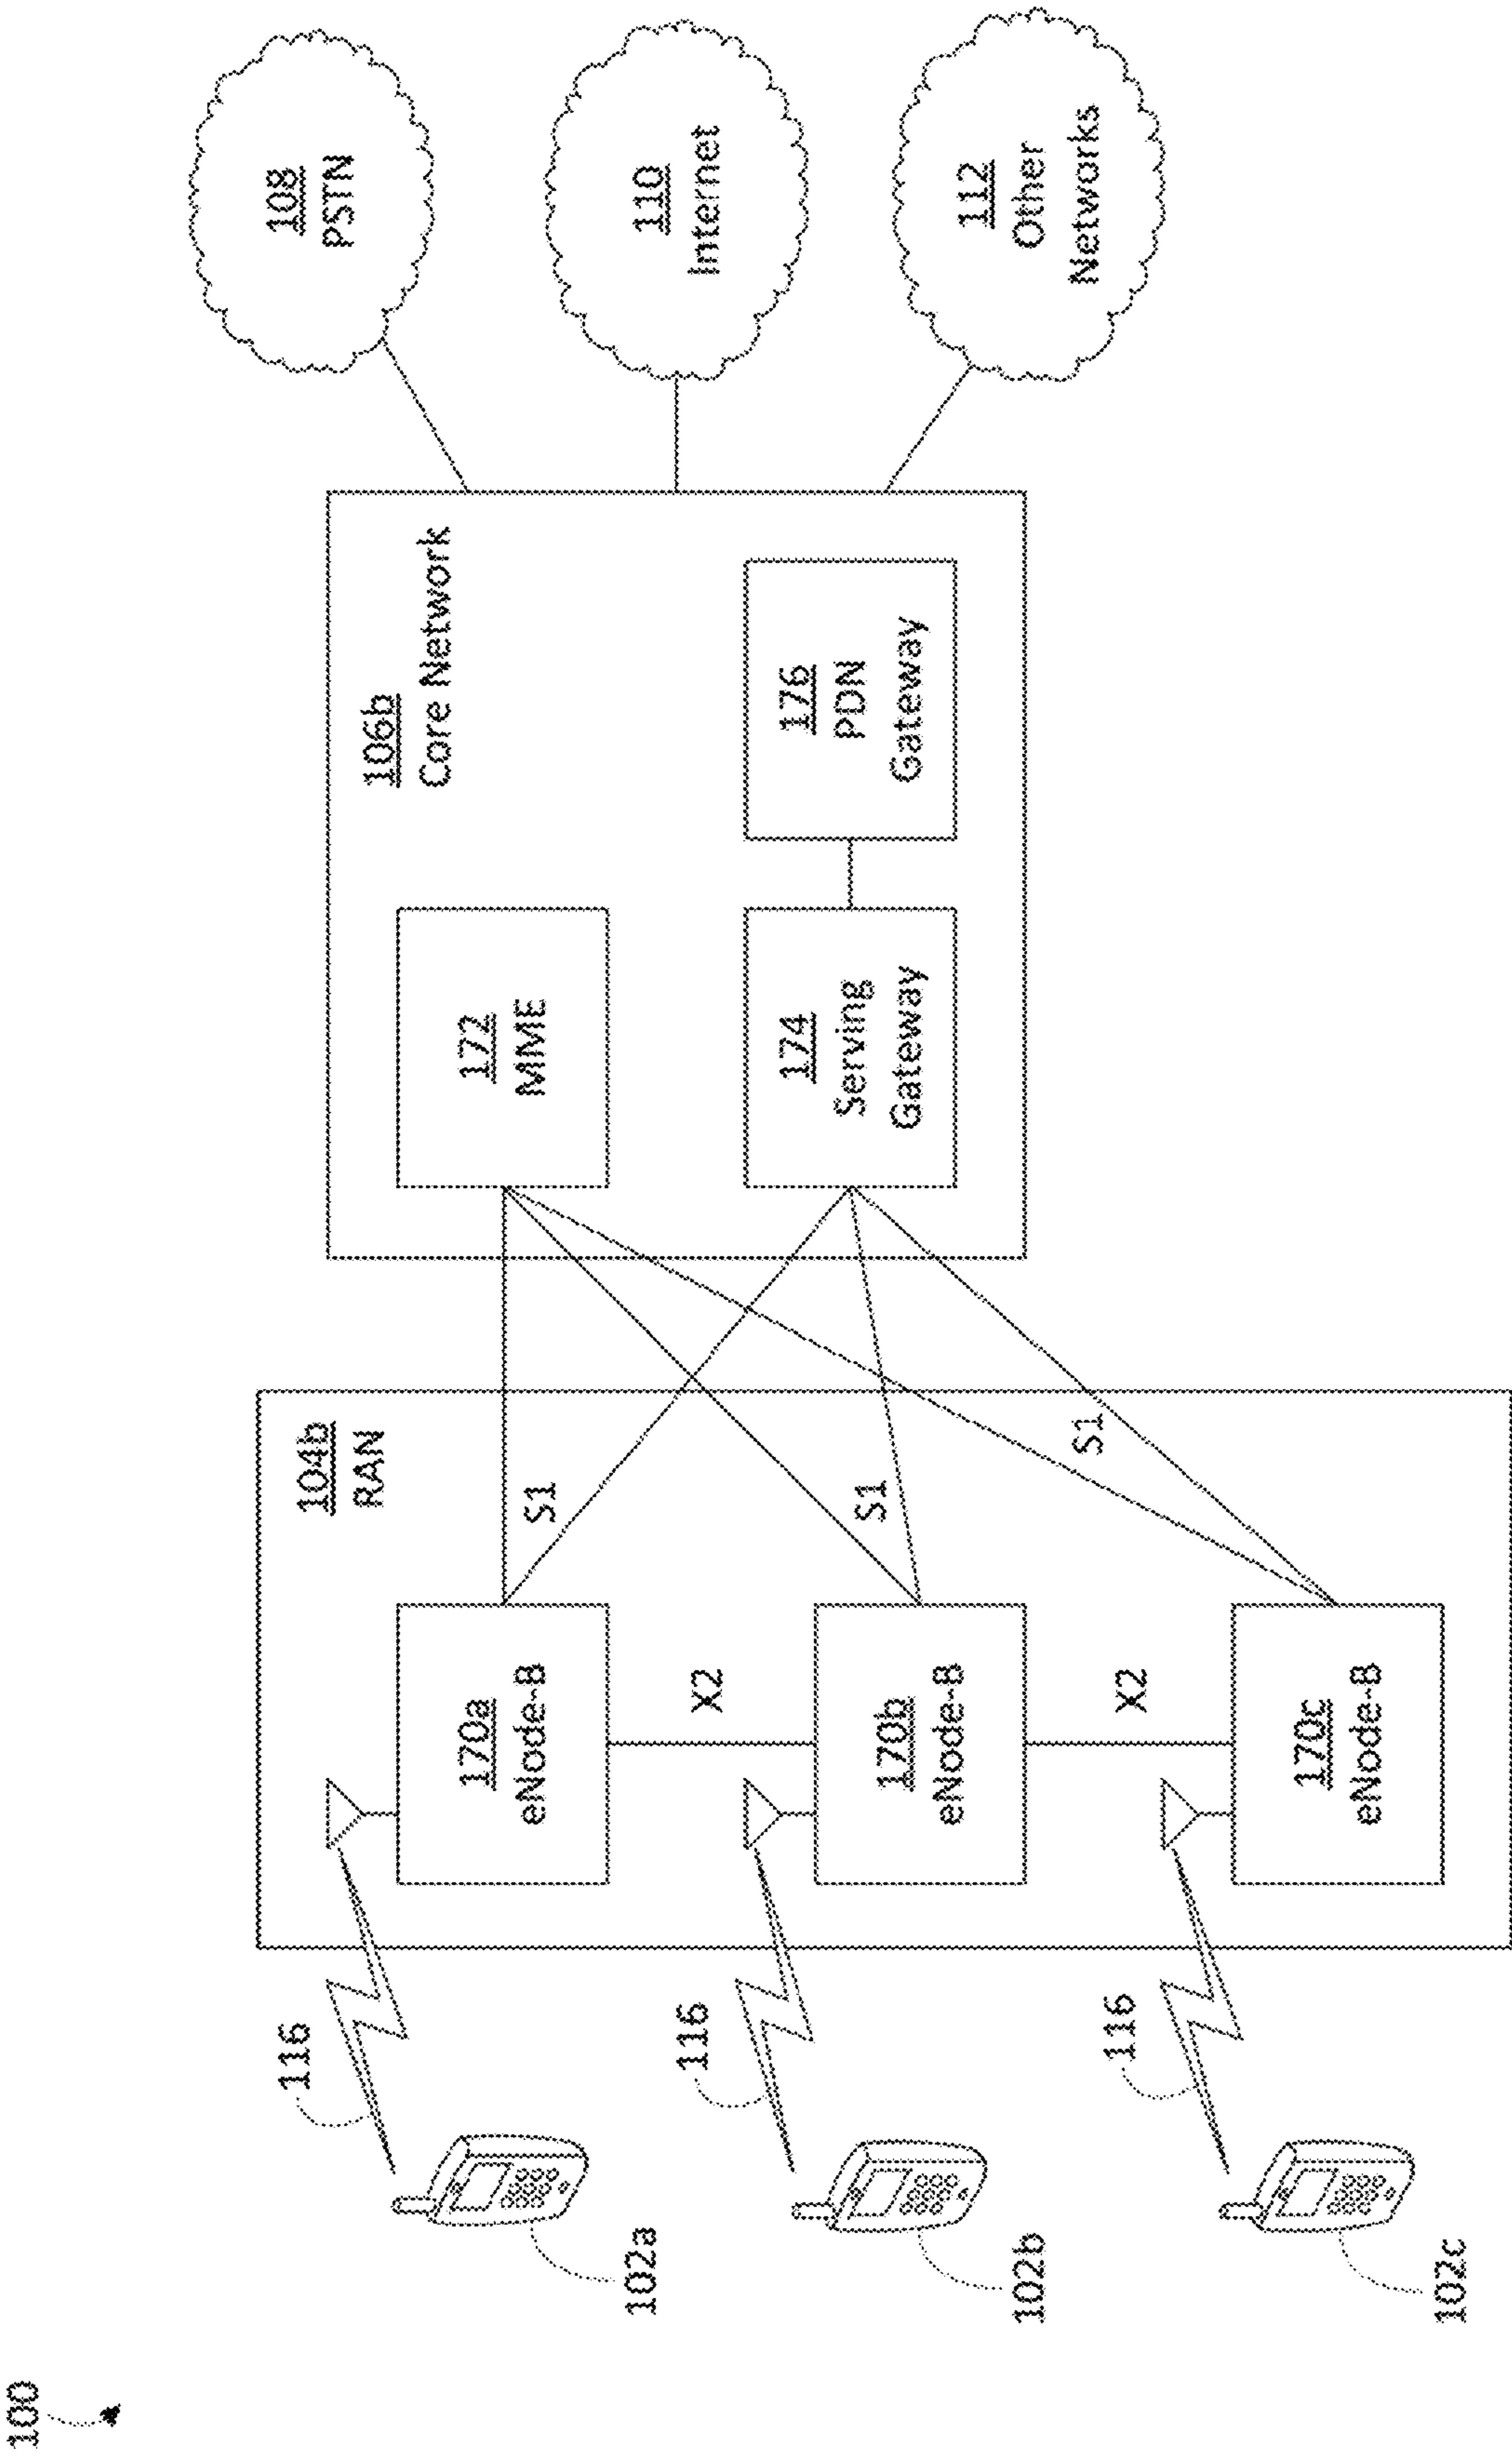 100
102a
102b
102c
116
116
116
104b
RAN
170a
eNode-B
170b
eNode-B
170c
eNode-B
X2
X2
S1
S1
S1
106b
Core Network
172
MME
174
Serving
Gateway
176
PDN
Gateway
108
PSTN
110
Internet
112
Other
Networks